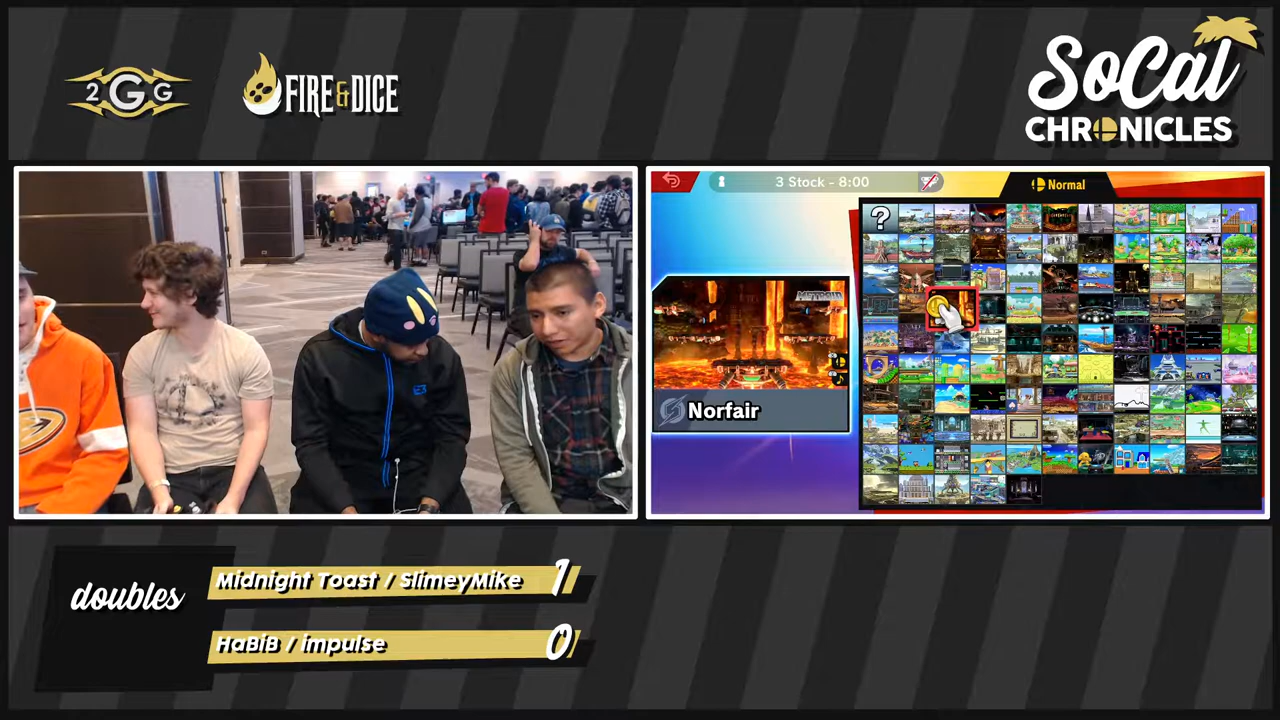 2GG
FIRE & DICE
SoCal
CHRONICLES
3 Stock - 8:00
Normal
METROID
Norfair
doubles
Midnight Toast / SlimeyMike 1
HaBiB / impulse 0